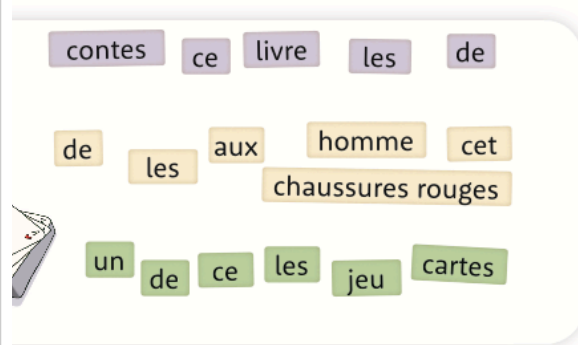 contes ce livre les de
de les aux homme cet
chaussures rouges
un de ce les jeu cartes